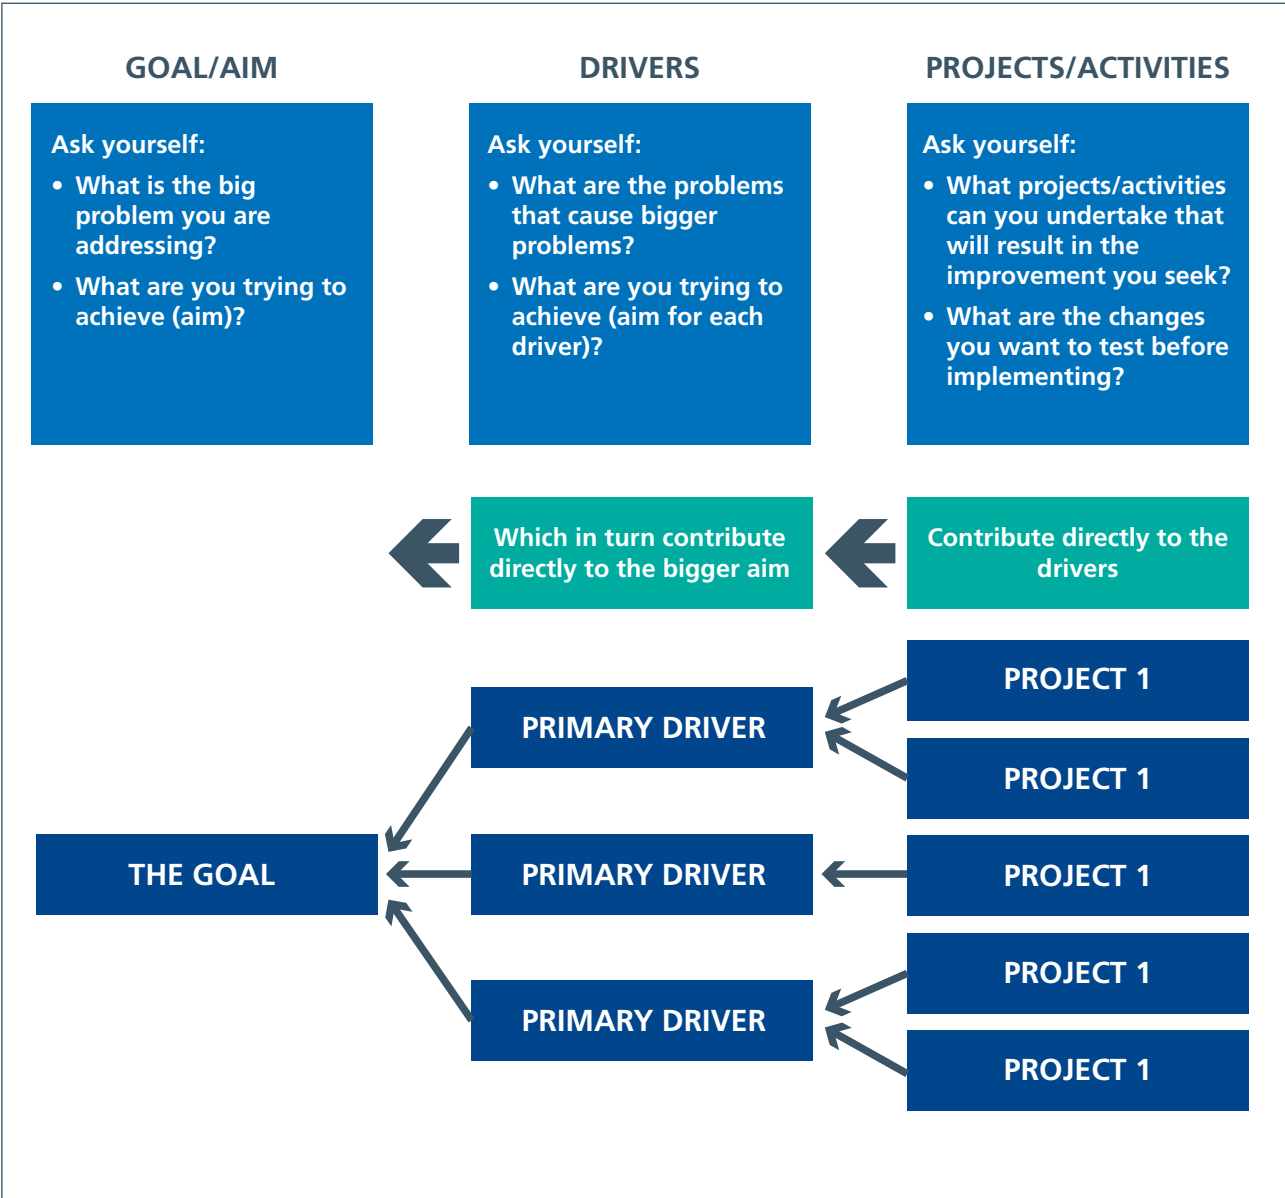 GOAL/AIM
Ask yourself:
• What is the big
problem you are
addressing?
• What are you trying to
achieve (aim)?
DRIVERS
Ask yourself:
• What are the problems
that cause bigger
problems?
• What are you trying to
achieve (aim for each
driver)?
PROJECTS/ACTIVITIES
Ask yourself:
• What projects/activities
can you undertake that
will result in the
improvement you seek?
• What are the changes
you want to test before
implementing?
Which in turn contribute
directly to the bigger aim
Contribute directly to the
drivers
THE GOAL
PRIMARY DRIVER
PRIMARY DRIVER
PRIMARY DRIVER
PROJECT 1
PROJECT 1
PROJECT 1
PROJECT 1
PROJECT 1